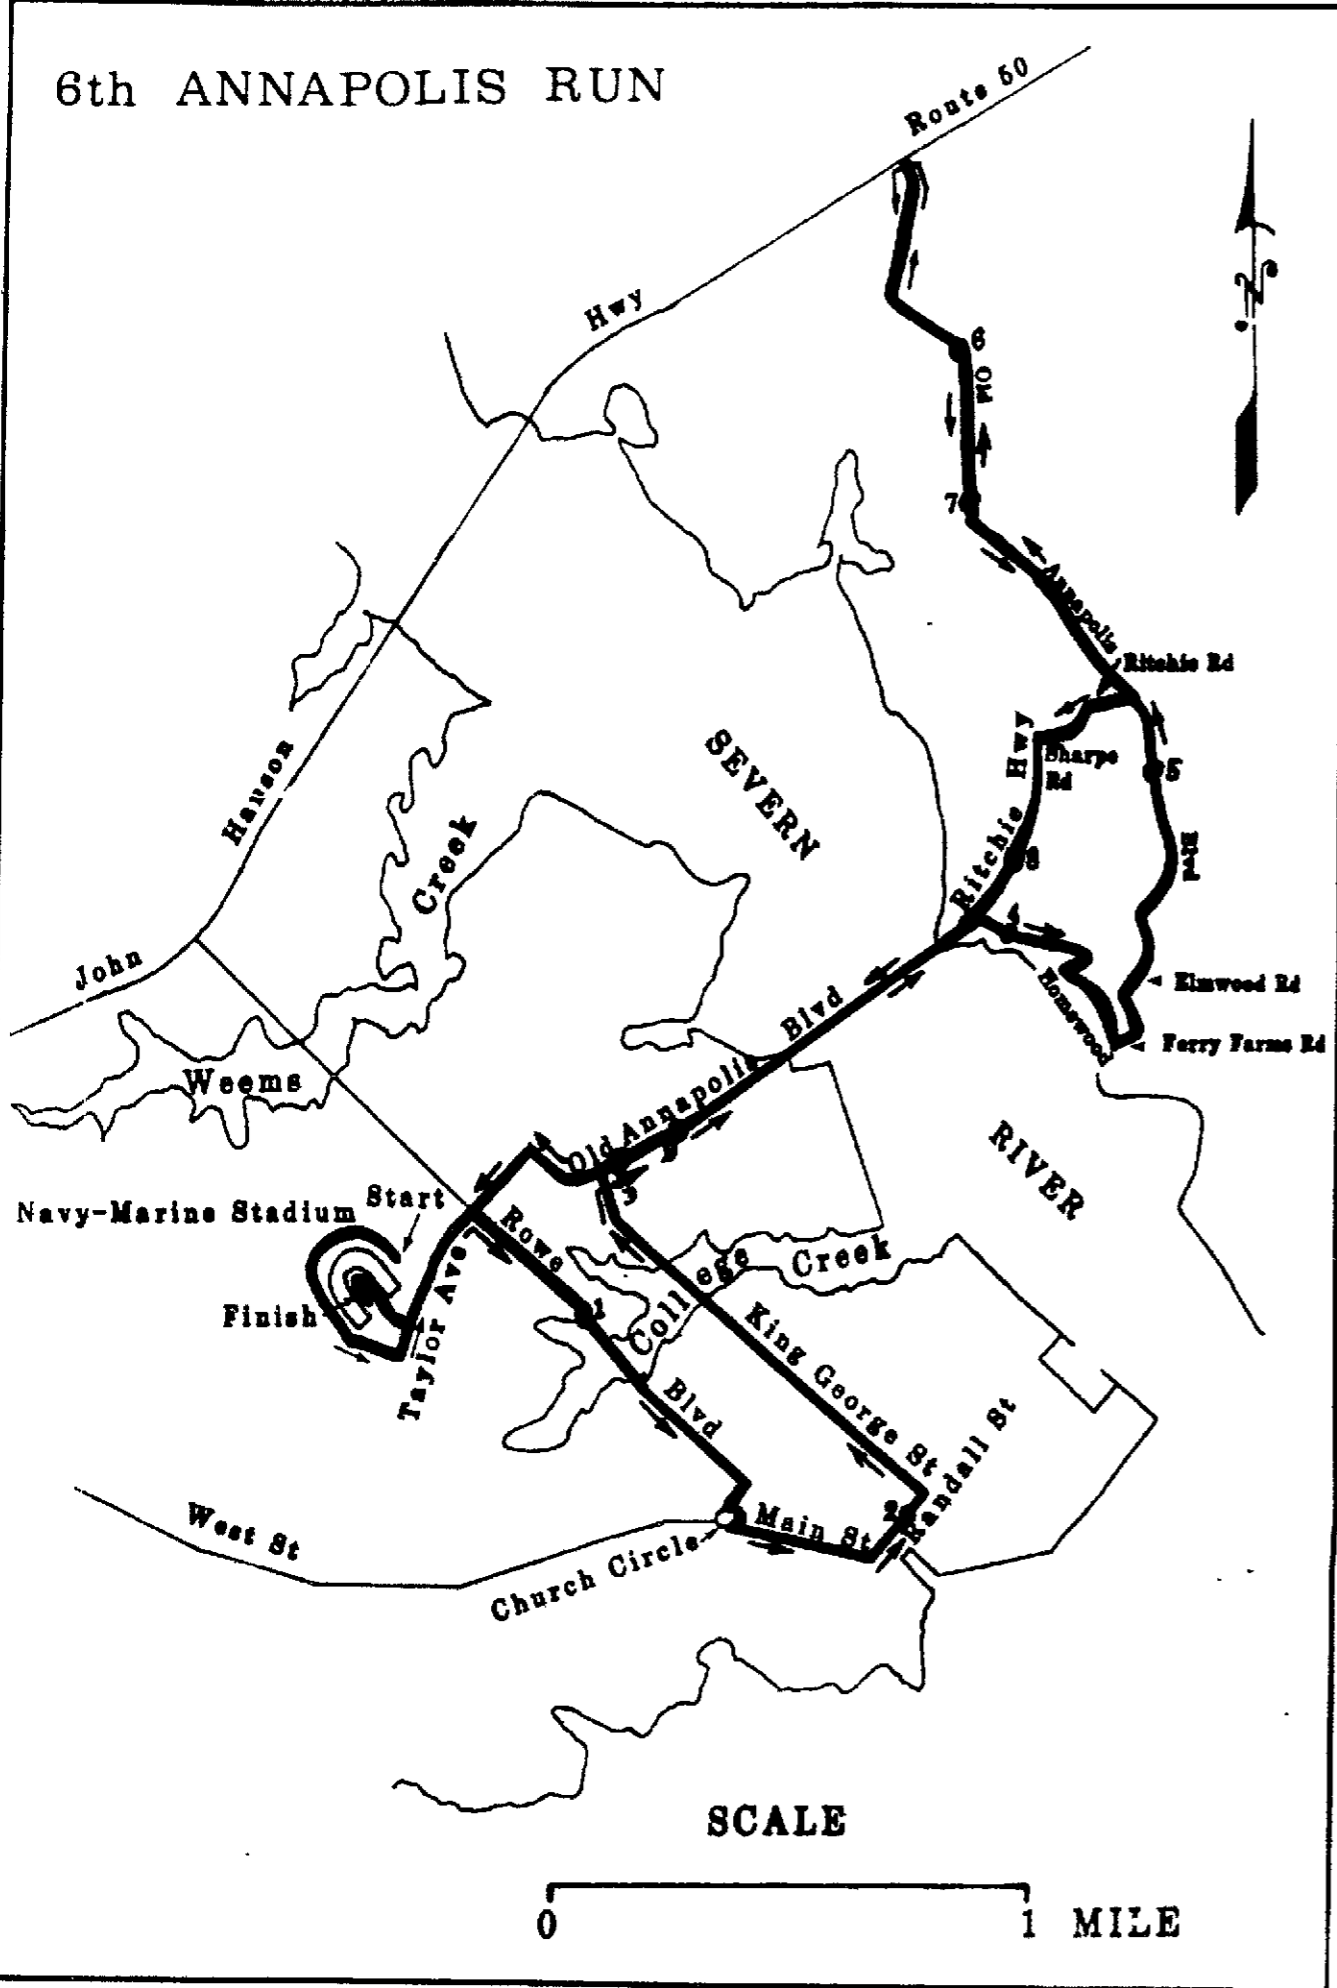 6th ANNAPOLIS RUN
Route 50
Hwy
6
Old
7
Annapolis
Ritchie Rd
Hwy
Sharpe
Rd
5
SEVERN
Hanson
Creek
Ritchie
8
Blvd
4
John
Homewood
Elmwood Rd
Ferry Farms Rd
Blvd
Weems
Old Annapolis
9
RIVER
3
Start
Navy-Marine Stadium
Rowe
College Creek
Finish
Taylor Ave
1
King George St
Blvd
Randall St
2
Main St
West St
Church Circle
SCALE
0 1 MILE